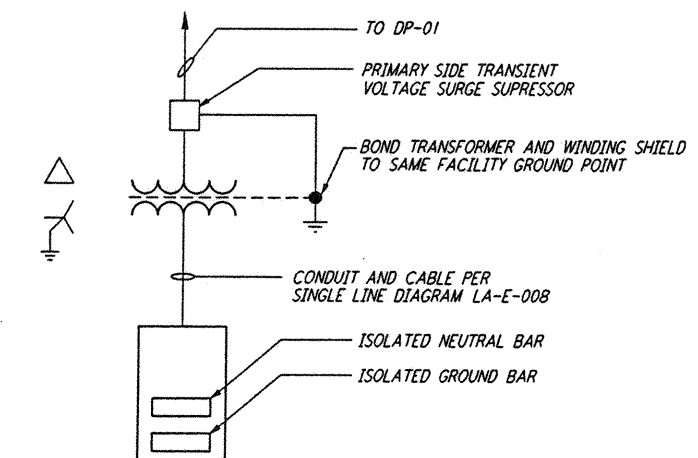 TO DP-01
PRIMARY SIDE TRANSIENT
VOLTAGE SURGE SUPRESSOR
BOND TRANSFORMER AND WINDING SHIELD
TO SAME FACILITY GROUND POINT
CONDUIT AND CABLE PER
SINGLE LINE DIAGRAM LA-E-008
ISOLATED NEUTRAL BAR
ISOLATED GROUND BAR